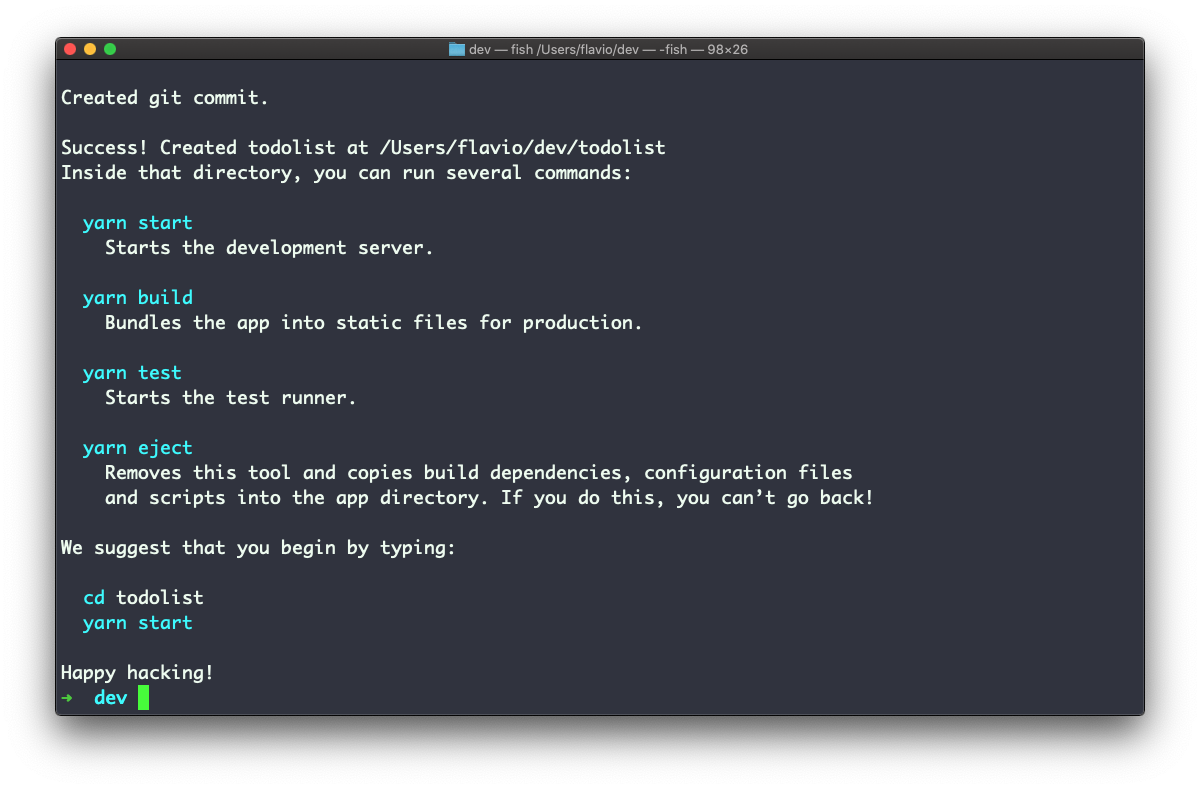 dev — fish /Users/flavio/dev — -fish — 98×26
Created git commit.
Success! Created todolist at /Users/flavio/dev/todolist
Inside that directory, you can run several commands:
yarn start
Starts the development server.
yarn build
Bundles the app into static files for production.
yarn test
Starts the test runner.
yarn eject
Removes this tool and copies build dependencies, configuration files
and scripts into the app directory. If you do this, you can’t go back!
We suggest that you begin by typing:
cd todolist
yarn start
Happy hacking!
➜ dev